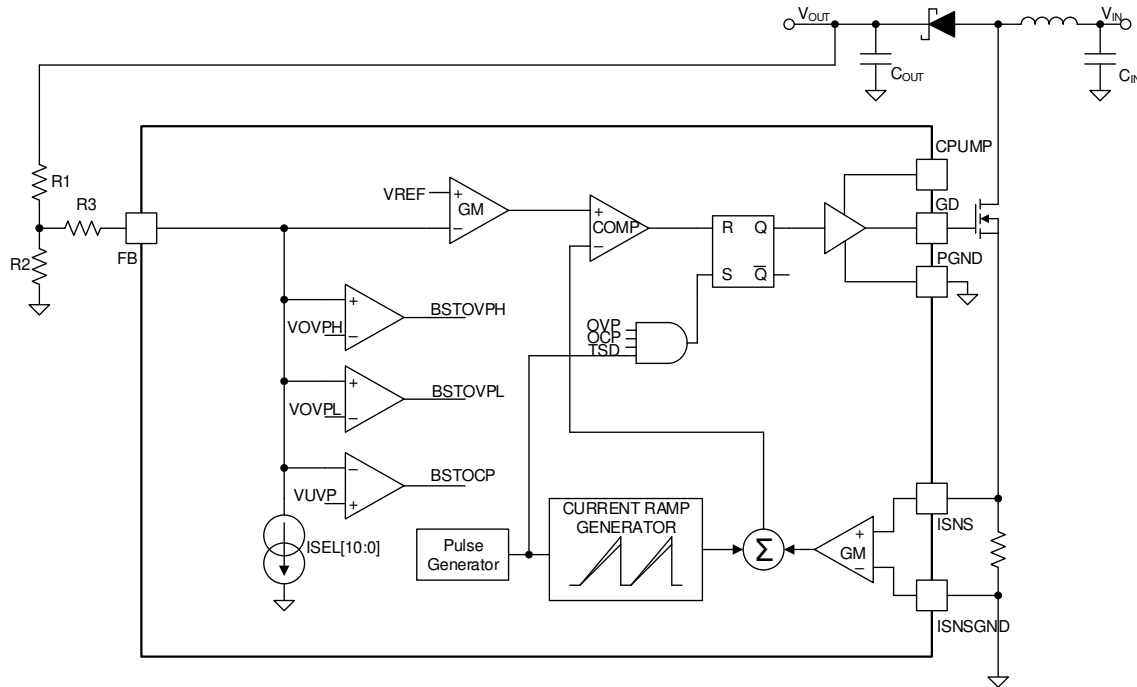 VOUT
VIN
COUT
CIN
CPUMP
R1
VREF
+
GM
−
+
COMP
−
R Q
S Q
GD
R3
FB
R2
PGND
+
VOVPH
−
BSTOVPH
OVP
OCP
TSD
+
VOVPL
−
BSTOVPL
−
VUVP
+
BSTOCP
ISEL[10:0]
Pulse
Generator
CURRENT RAMP
GENERATOR
Σ
+
GM
−
ISNS
ISNSGND